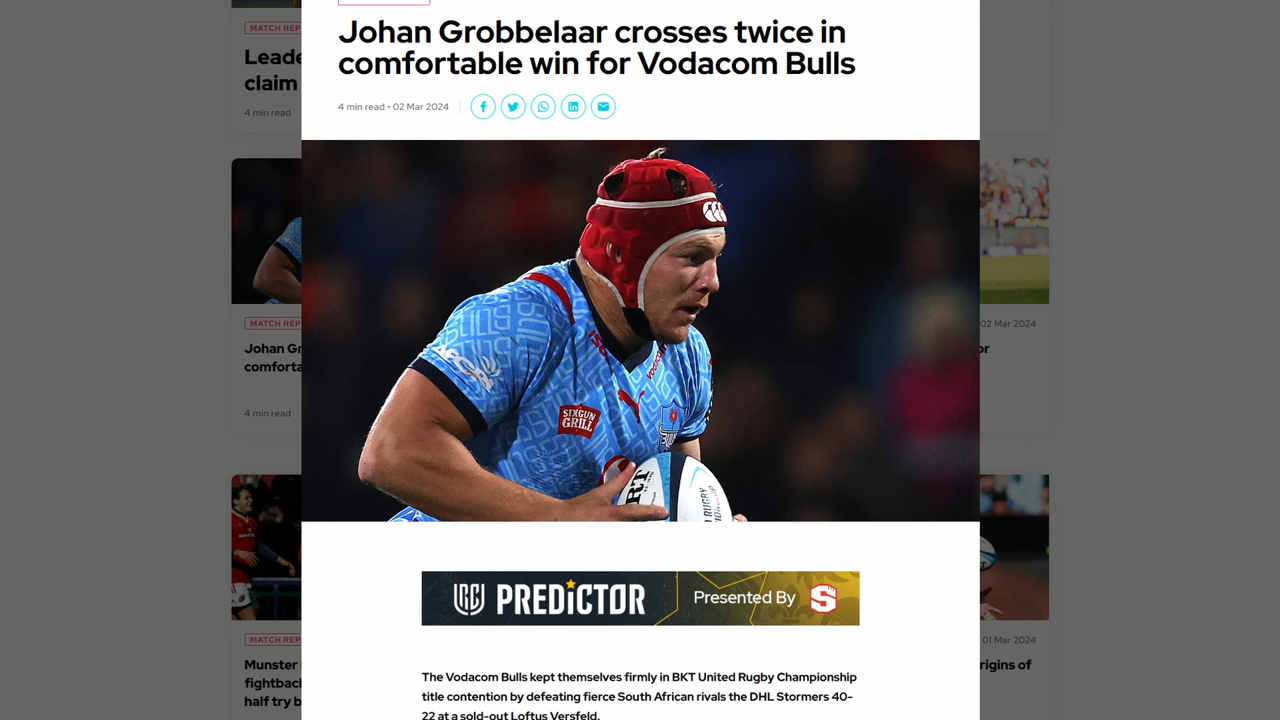 MATCH REP
Leade
claim
4 min read
Johan Grobbelaar crosses twice in
comfortable win for Vodacom Bulls
4 min read • 02 Mar 2024
SIXGUN
GRILL
MATCH REP
02 Mar 2024
Johan Gr
comforta
or
4 min read
PREDICTOR
Presented By
MATCH REP
01 Mar 2024
Munster
fightbac
half try b
rigins of
The Vodacom Bulls kept themselves firmly in BKT United Rugby Championship
title contention by defeating fierce South African rivals the DHL Stormers 40-
22 at a sold-out Loftus Versfeld.